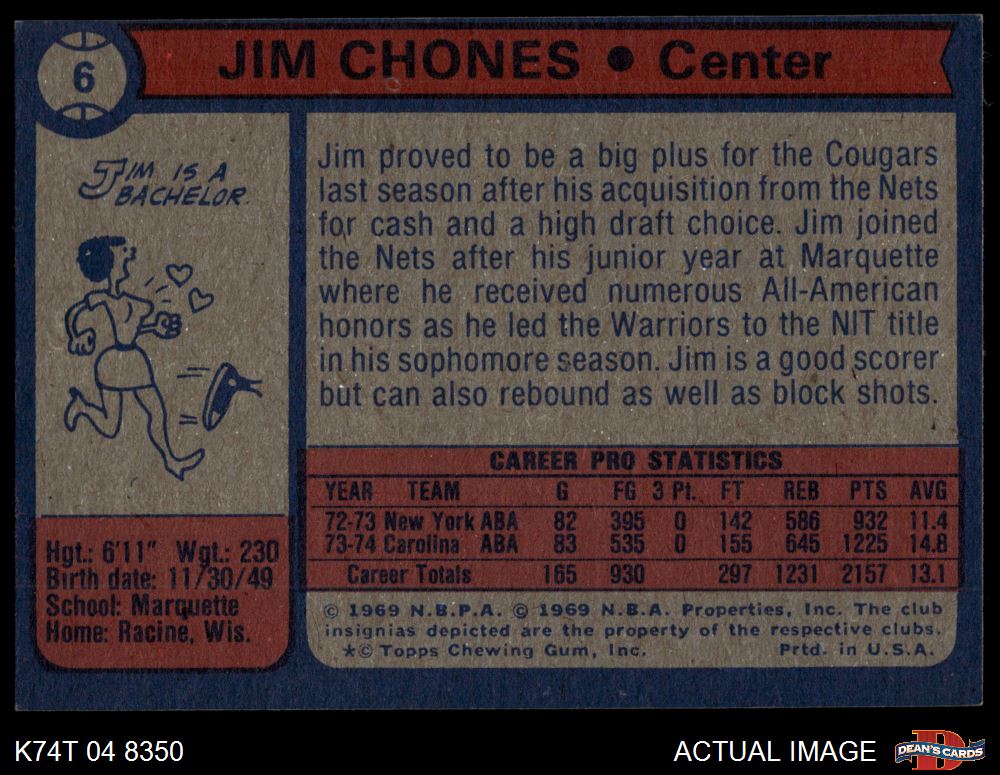 6
JIM CHONES • Center
JIM IS A
BACHELOR.
Hgt.: 6'11" Wgt.: 230
Birth date: 11/30/49
School: Marquette
Home: Racine, Wis.
Jim proved to be a big plus for the Cougars
last season after his acquisition from the Nets
for cash and a high draft choice. Jim joined
the Nets after his junior year at Marquette
where he received numerous All-American
honors as he led the Warriors to the NIT title
in his sophomore season. Jim is a good scorer
but can also rebound as well as block shots.
CAREER PRO STATISTICS
YEAR TEAM G FG 3 Pt. FT REB PTS AVG
72-73 New York ABA 82 395 0 142 586 932 11.4
73-74 Carolina ABA 83 535 0 155 645 1225 14.8
Career Totals 165 930 297 1231 2157 13.1
© 1969 N.B.P.A. © 1969 N.B.A. Properties, Inc. The club
insignias depicted are the property of the respective clubs.
*© Topps Chewing Gum, Inc. Prtd. in U.S.A.
K74T 04 8350
ACTUAL IMAGE
DEAN'S CARDS